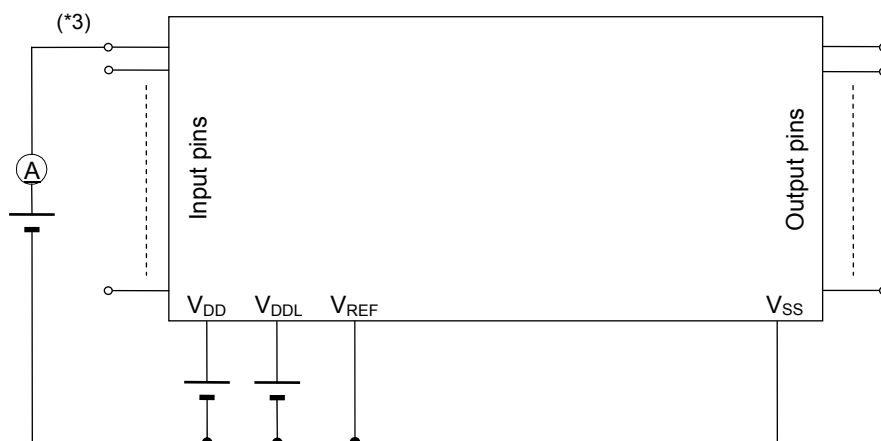 (*3)
A
Input pins
Output pins
VDD
VDDL
VREF
VSS